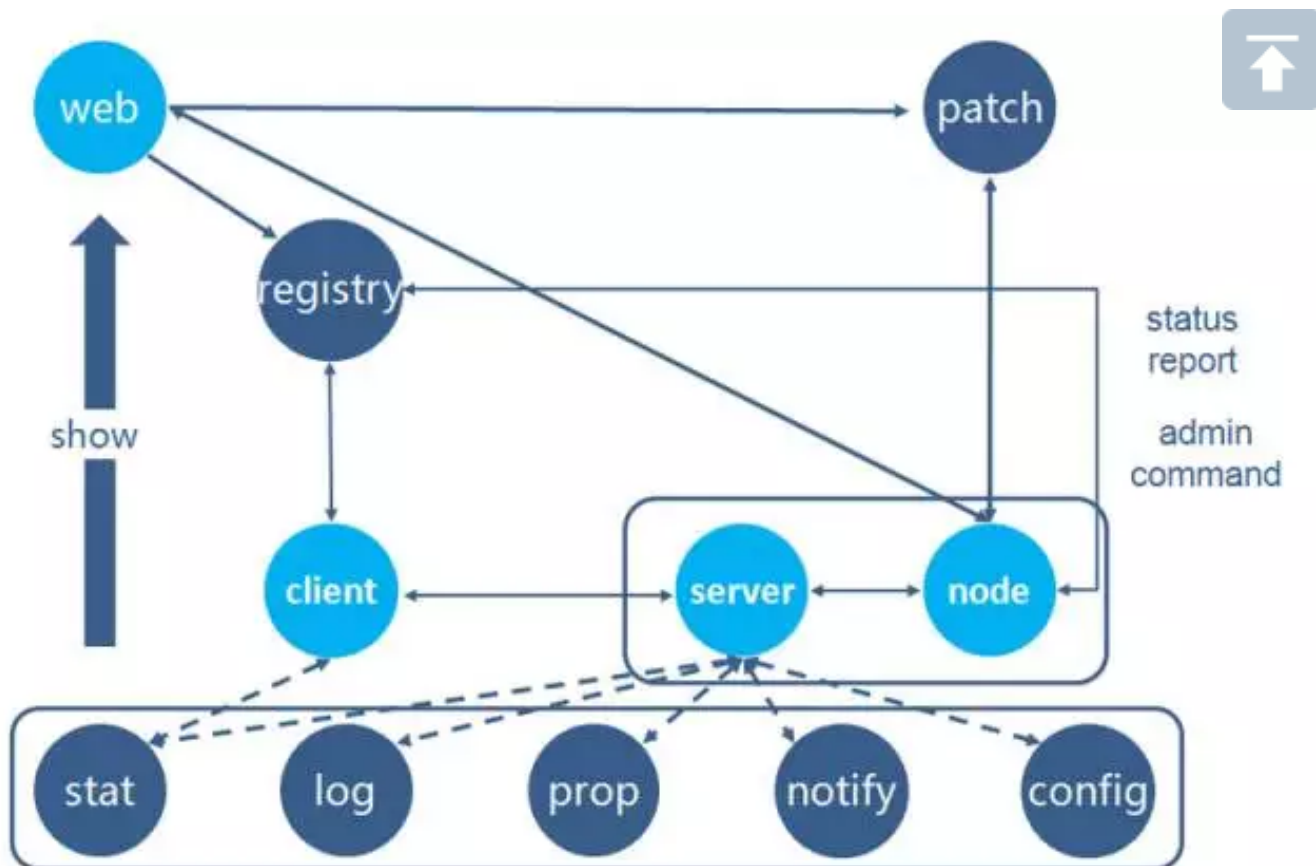 web
patch
registry
status
report
show
admin
command
client
server
node
stat
log
prop
notify
config